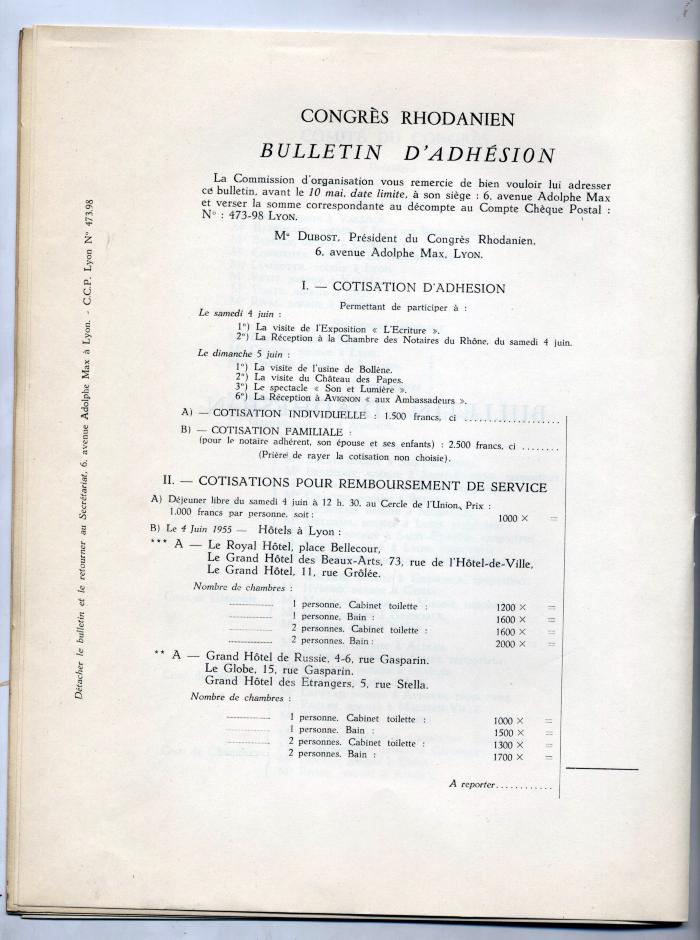 CONGRÈS RHODANIEN
BULLETIN D'ADHÉSION
La Commission d'organisation vous remercie de bien vouloir lui adresser
ce bulletin, avant le 10 mai, date limite, à son siège : 6, avenue Adolphe Max
et verser la somme correspondante au décompte au Compte Chèque Postal :
N° : 473-98 LYON.
Me DUBOST, Président du Congrès Rhodanien,
6, avenue Adolphe Max, LYON.
I. — COTISATION D'ADHESION
Permettant de participer à :
Le samedi 4 juin :
1°) La visite de l'Exposition « L'Ecriture ».
2°) La Réception à la Chambre des Notaires du Rhône, du samedi 4 juin.
Le dimanche 5 juin :
1°) La visite de l'usine de Bollène.
2°) La visite du Château des Papes.
3°) Le spectacle « Son et Lumière ».
6°) La Réception à AVIGNON « aux Ambassadeurs ».
A) — COTISATION INDIVIDUELLE : 1.500 francs, ci ........................
B) — COTISATION FAMILIALE :
(pour le notaire adhérent, son épouse et ses enfants) : 2.500 francs, ci ........
(Prière de rayer la cotisation non choisie).
II. — COTISATIONS POUR REMBOURSEMENT DE SERVICE
A) Déjeuner libre du samedi 4 juin à 12 h. 30, au Cercle de l'Union, Prix :
1.000 francs par personne, soit : 1000 × =
B) Le 4 Juin 1955 — Hôtels à Lyon :
*** A — Le Royal Hôtel, place Bellecour,
Le Grand Hôtel des Beaux-Arts, 73, rue de l'Hôtel-de-Ville,
Le Grand Hôtel, 11, rue Grôlée.
Nombre de chambres :
............ 1 personne, Cabinet toilette : 1200 × =
............ 1 personne, Bain : 1600 × =
............ 2 personnes, Cabinet toilette : 1600 × =
............ 2 personnes, Bain : 2000 × =
** A — Grand Hôtel de Russie, 4-6, rue Gasparin.
Le Globe, 15, rue Gasparin.
Grand Hôtel des Etrangers, 5, rue Stella.
Nombre de chambres :
............ 1 personne, Cabinet toilette : 1000 × =
............ 1 personne, Bain : 1500 × =
............ 2 personnes, Cabinet toilette : 1300 × =
............ 2 personnes, Bain : 1700 × =
A reporter............
Détacher le bulletin et le retourner au Secrétariat, 6, avenue Adolphe Max à Lyon. - C.C.P. Lyon N° 473.98